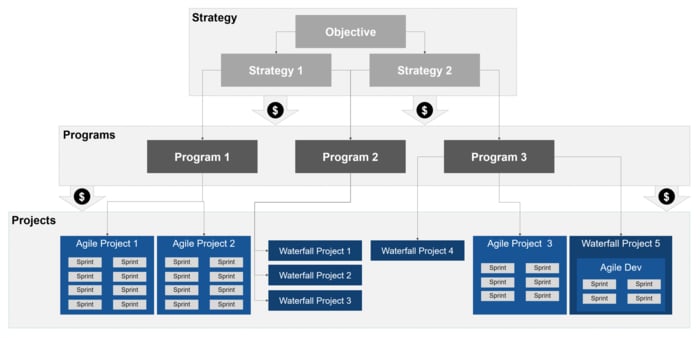 Strategy
Objective
Strategy 1
Strategy 2
$
$
Programs
Program 1
Program 2
Program 3
$
$
Projects
Agile Project 1
Sprint
Sprint
Sprint
Sprint
Sprint
Sprint
Sprint
Sprint
Agile Project 2
Sprint
Sprint
Sprint
Sprint
Sprint
Sprint
Sprint
Sprint
Waterfall Project 1
Waterfall Project 2
Waterfall Project 3
Waterfall Project 4
Agile Project 3
Sprint
Sprint
Sprint
Sprint
Sprint
Sprint
Waterfall Project 5
Agile Dev
Sprint
Sprint
Sprint
Sprint